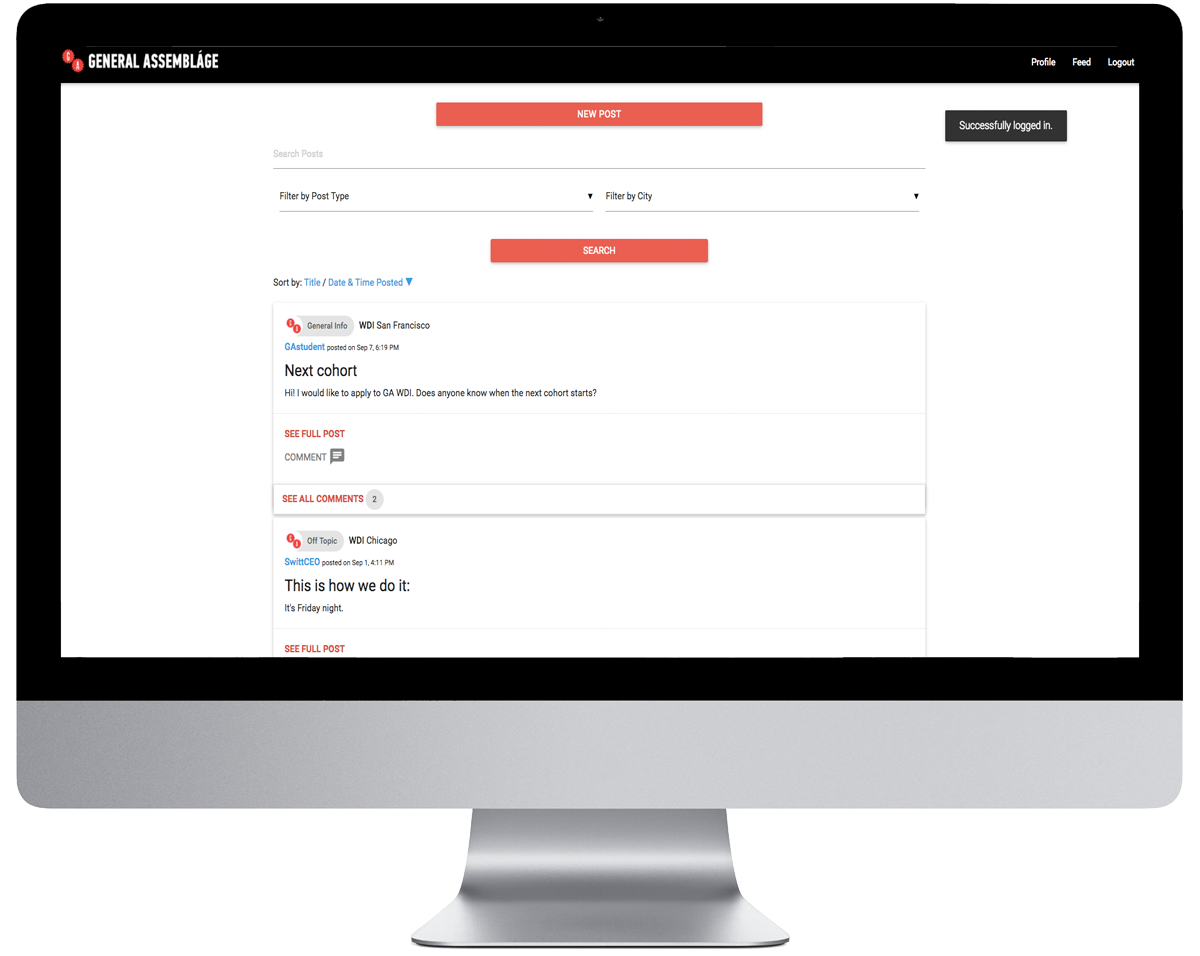 G A GENERAL ASSEMBLÁGE
Profile Feed Logout
NEW POST
Successfully logged in.
Search Posts
Filter by Post Type ▼ Filter by City ▼
SEARCH
Sort by: Title / Date & Time Posted ▼
General Info WDI San Francisco
GAstudent posted on Sep 7, 6:19 PM
Next cohort
Hi! I would like to apply to GA WDI. Does anyone know when the next cohort starts?
SEE FULL POST
COMMENT
SEE ALL COMMENTS 2
Off Topic WDI Chicago
SwittCEO posted on Sep 1, 4:11 PM
This is how we do it:
It's Friday night.
SEE FULL POST